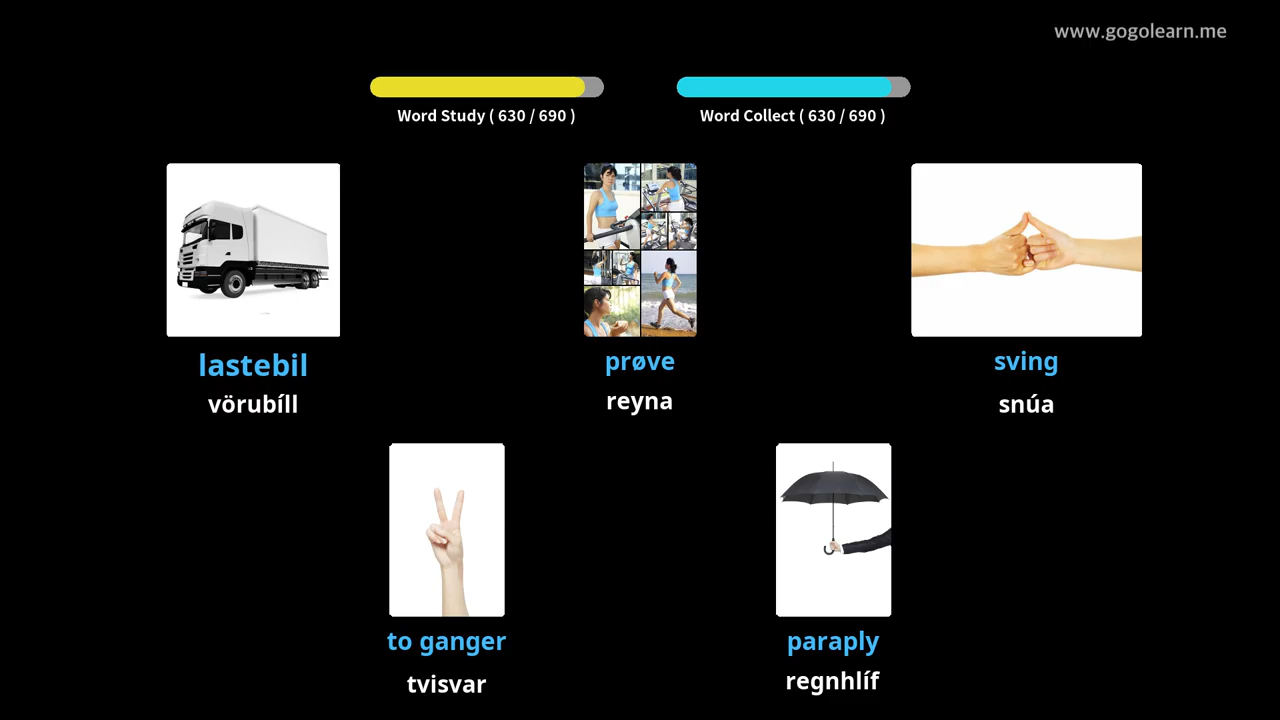 www.gogolearn.me
Word Study ( 630 / 690 )
Word Collect ( 630 / 690 )
lastebil
vörubíll
prøve
reyna
sving
snúa
to ganger
tvisvar
paraply
regnhlíf